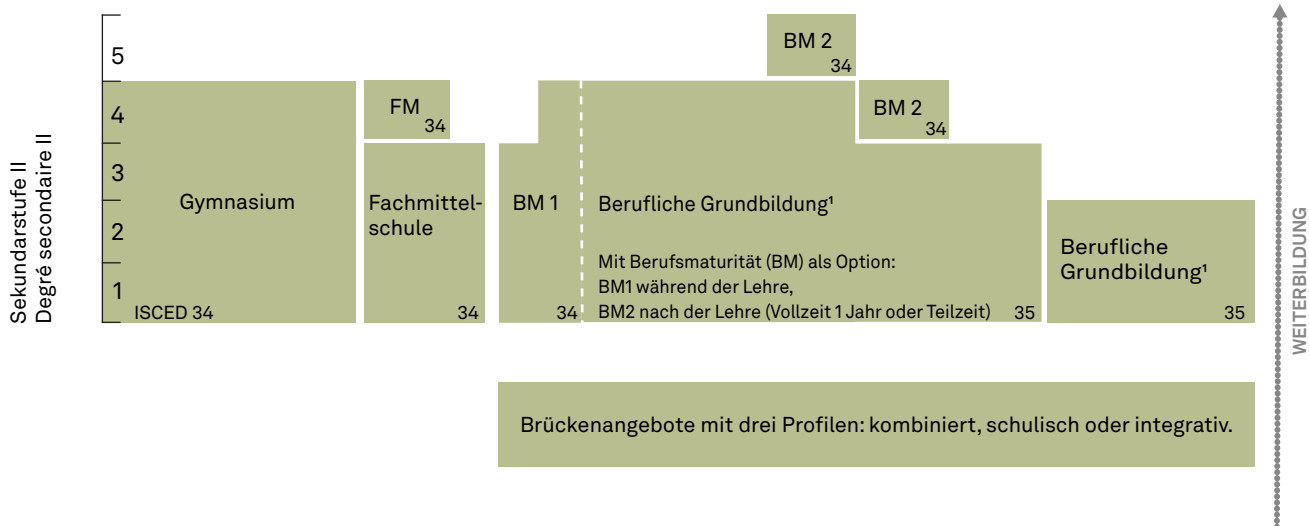 Sekundarstufe II
Degré secondaire II
5
4
3
2
1
Gymnasium
ISCED 34
FM
34
Fachmittel-
schule
34
BM 1
34
BM 2
34
BM 2
34
Berufliche Grundbildung¹
Mit Berufsmaturität (BM) als Option:
BM1 während der Lehre,
BM2 nach der Lehre (Vollzeit 1 Jahr oder Teilzeit)
35
Berufliche
Grundbildung¹
35
Brückenangebote mit drei Profilen: kombiniert, schulisch oder integrativ.
WEITERBILDUNG